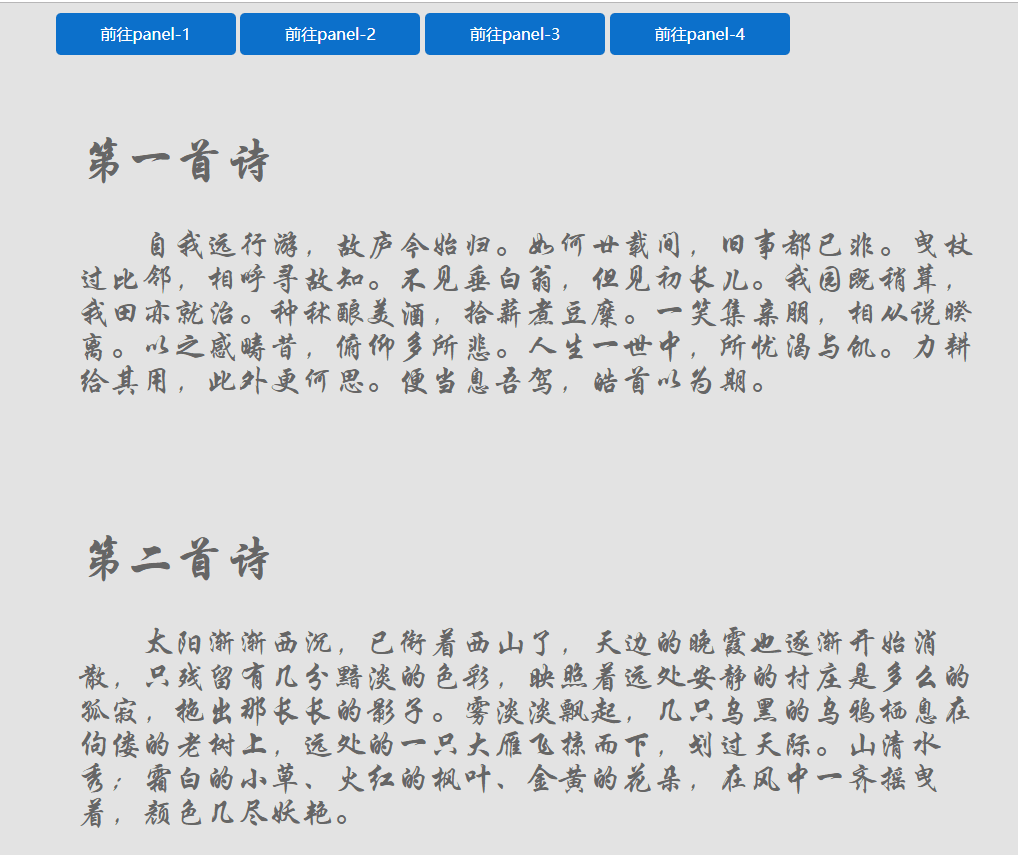 前往panel-1 前往panel-2 前往panel-3 前往panel-4
第一首诗
自我远行游，故庐今始归。如何廿载间，旧事都已非。曳杖
过比邻，相呼寻故知。不见垂白翁，但见初长儿。我园既稍葺，
我田亦就治。种秫酿美酒，拾薪煮豆糜。一笑集亲朋，相从说暌
离。以之感畴昔，俯仰多所悲。人生一世中，所忧渴与饥。力耕
给其用，此外更何思。便当息吾驾，皓首以为期。
第二首诗
太阳渐渐西沉，已衔着西山了，天边的晚霞也逐渐开始消
散，只残留有几分黯淡的色彩，映照着远处安静的村庄是多么的
孤寂，拖出那长长的影子。雾淡淡飘起，几只乌黑的乌鸦栖息在
佝偻的老树上，远处的一只大雁飞掠而下，划过天际。山清水
秀；霜白的小草、火红的枫叶、金黄的花朵，在风中一齐摇曳
着，颜色几尽妖艳。